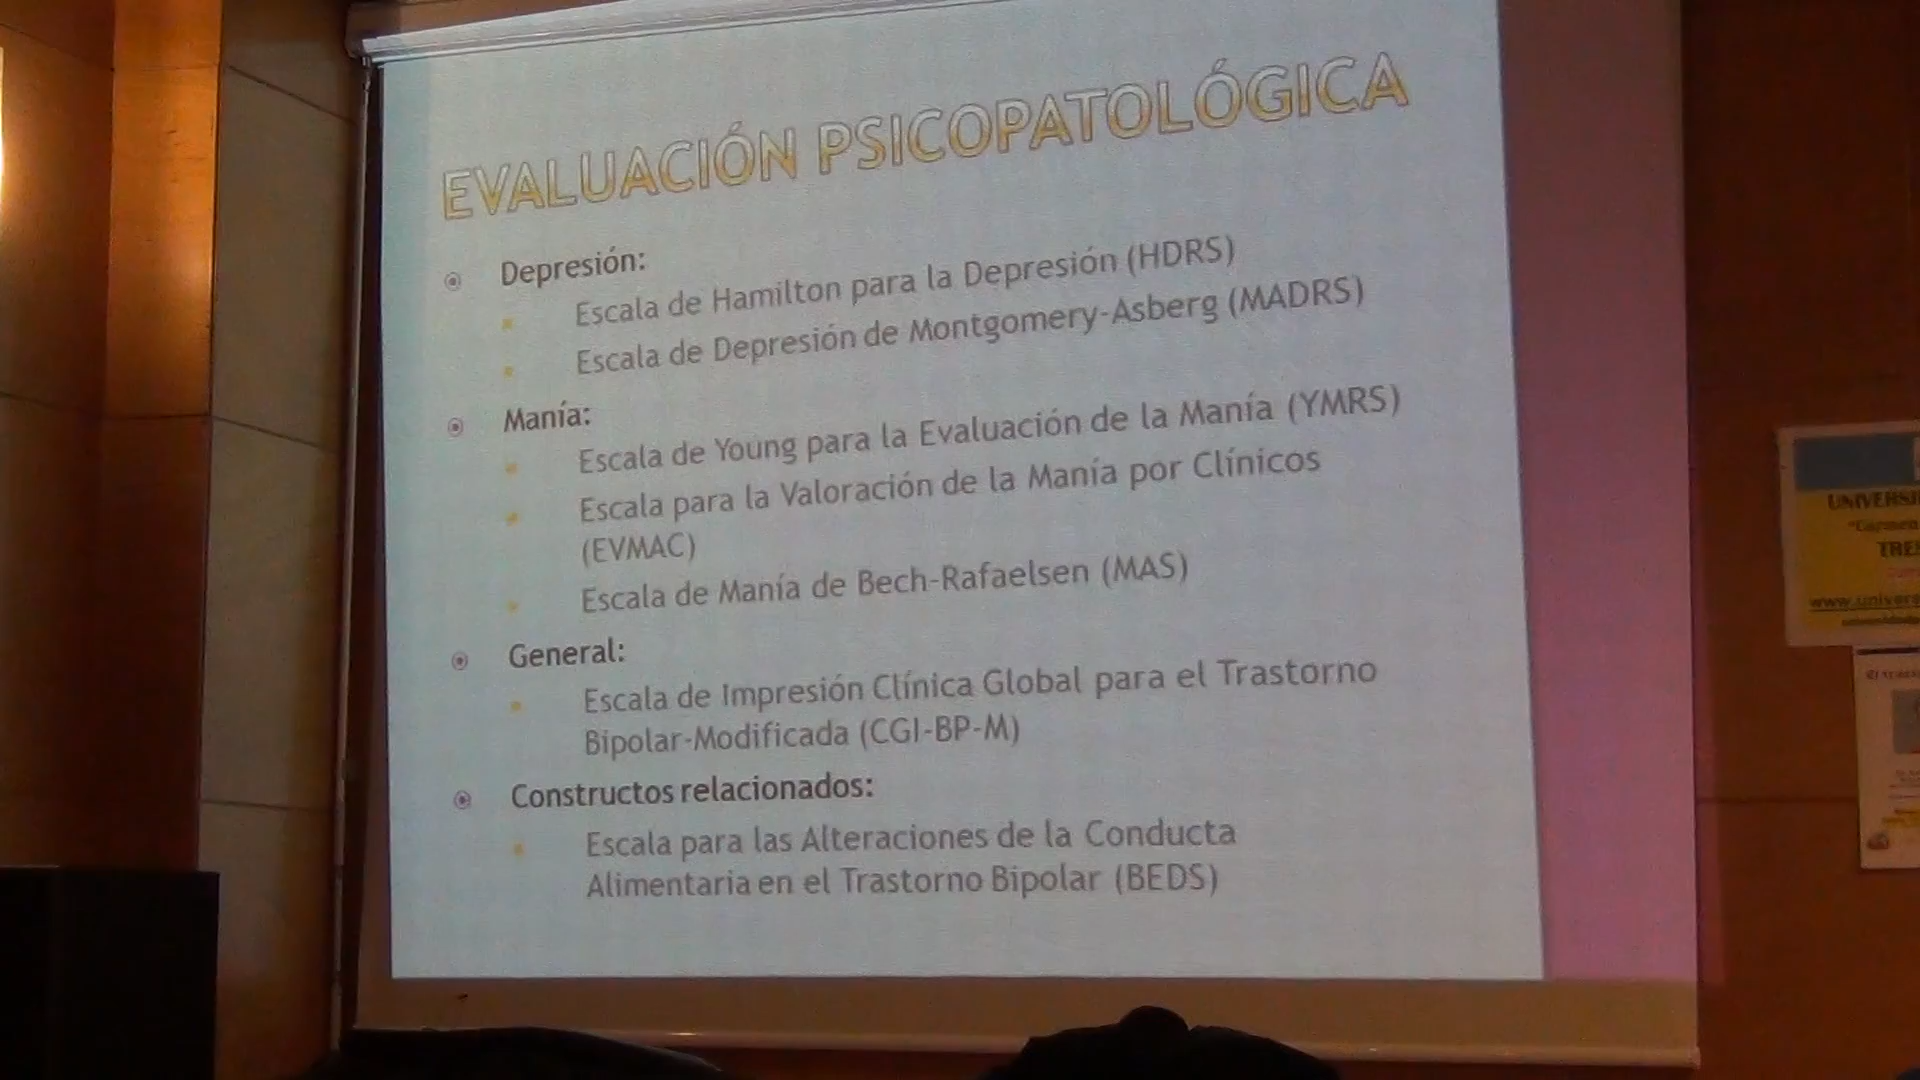 EVALUACIÓN PSICOPATOLÓGICA
Depresión:
Escala de Hamilton para la Depresión (HDRS)
Escala de Depresión de Montgomery-Asberg (MADRS)
Manía:
Escala de Young para la Evaluación de la Manía (YMRS)
Escala para la Valoración de la Manía por Clínicos
(EVMAC)
Escala de Manía de Bech-Rafaelsen (MAS)
General:
Escala de Impresión Clínica Global para el Trastorno
Bipolar-Modificada (CGI-BP-M)
Constructos relacionados:
Escala para las Alteraciones de la Conducta
Alimentaria en el Trastorno Bipolar (BEDS)
UNIVERSI
TRE
www.univers